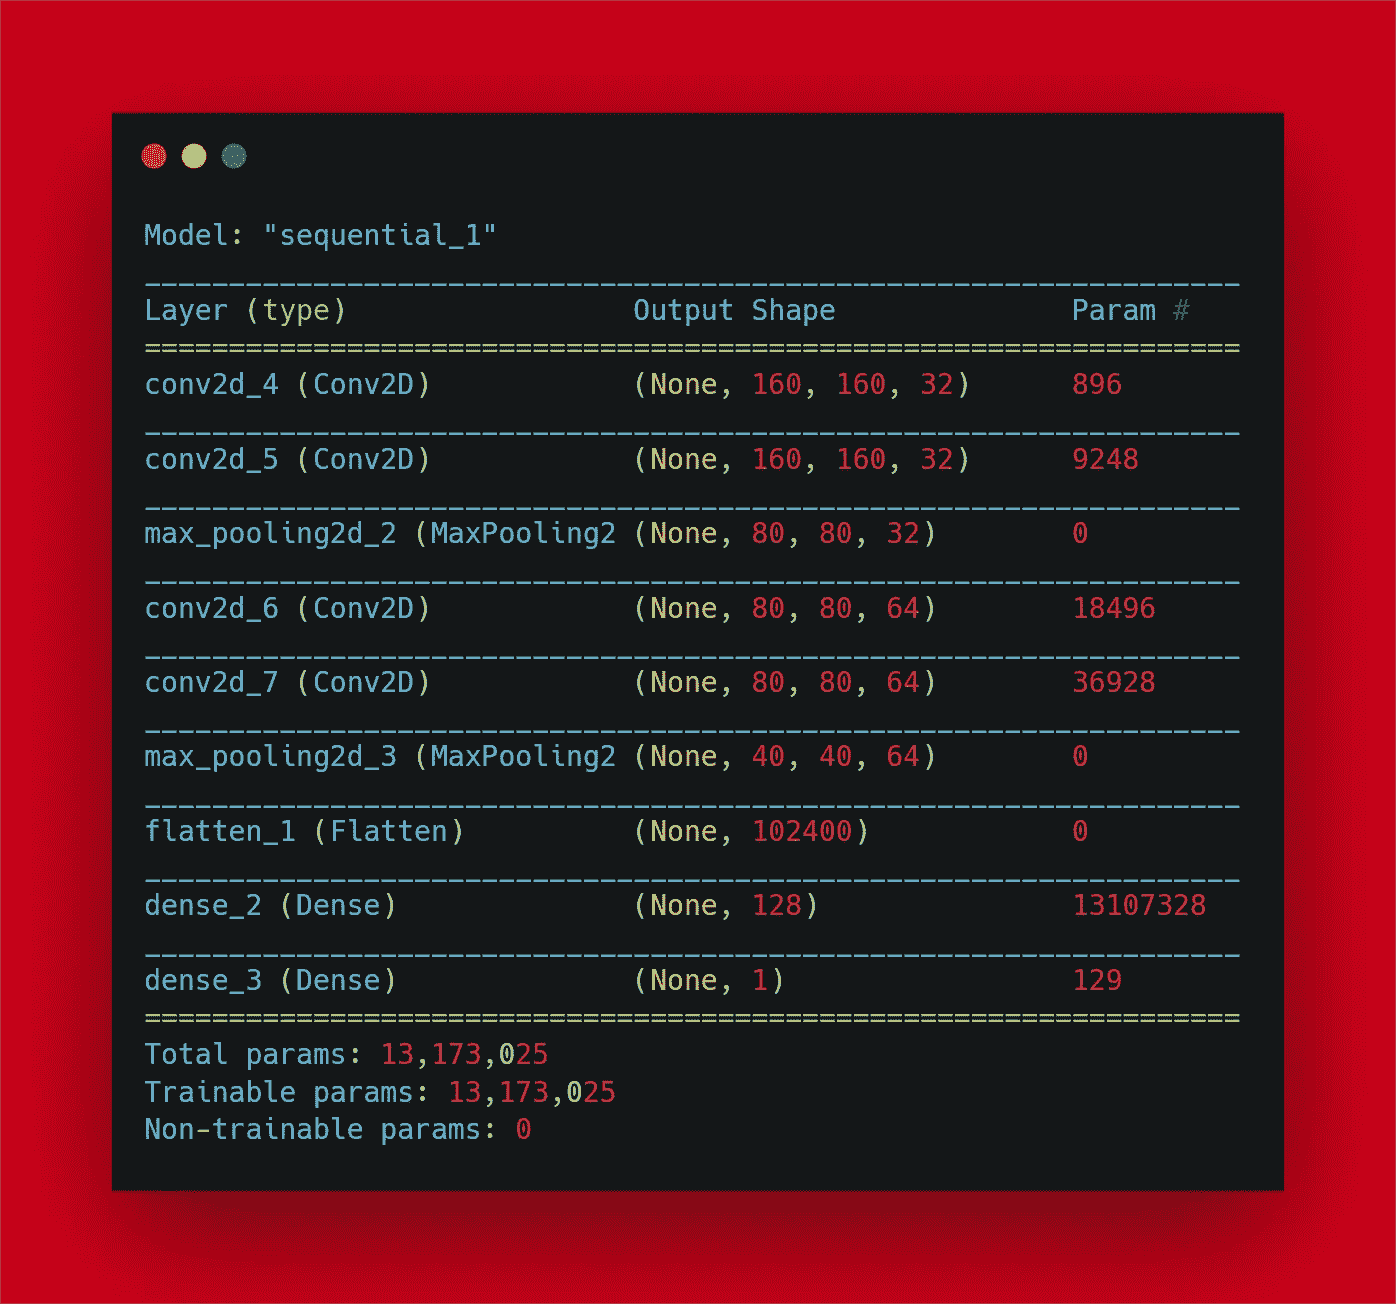 Model: "sequential_1"
_________________________________________________________________
Layer (type)                 Output Shape              Param #
=================================================================
conv2d_4 (Conv2D)            (None, 160, 160, 32)      896
_________________________________________________________________
conv2d_5 (Conv2D)            (None, 160, 160, 32)      9248
_________________________________________________________________
max_pooling2d_2 (MaxPooling2 (None, 80, 80, 32)        0
_________________________________________________________________
conv2d_6 (Conv2D)            (None, 80, 80, 64)        18496
_________________________________________________________________
conv2d_7 (Conv2D)            (None, 80, 80, 64)        36928
_________________________________________________________________
max_pooling2d_3 (MaxPooling2 (None, 40, 40, 64)        0
_________________________________________________________________
flatten_1 (Flatten)          (None, 102400)            0
_________________________________________________________________
dense_2 (Dense)              (None, 128)               13107328
_________________________________________________________________
dense_3 (Dense)              (None, 1)                 129
=================================================================
Total params: 13,173,025
Trainable params: 13,173,025
Non-trainable params: 0